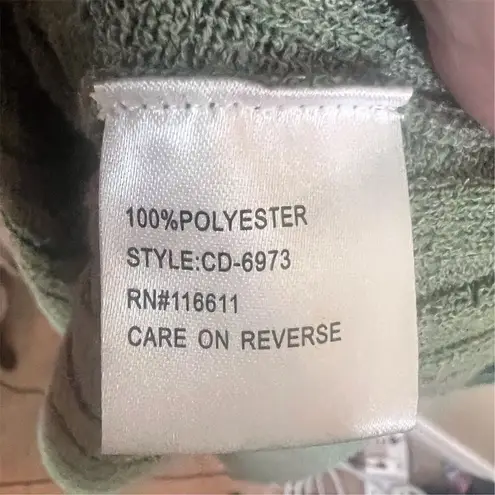 100%POLYESTER
STYLE:CD-6973
RN#116611
CARE ON REVERSE